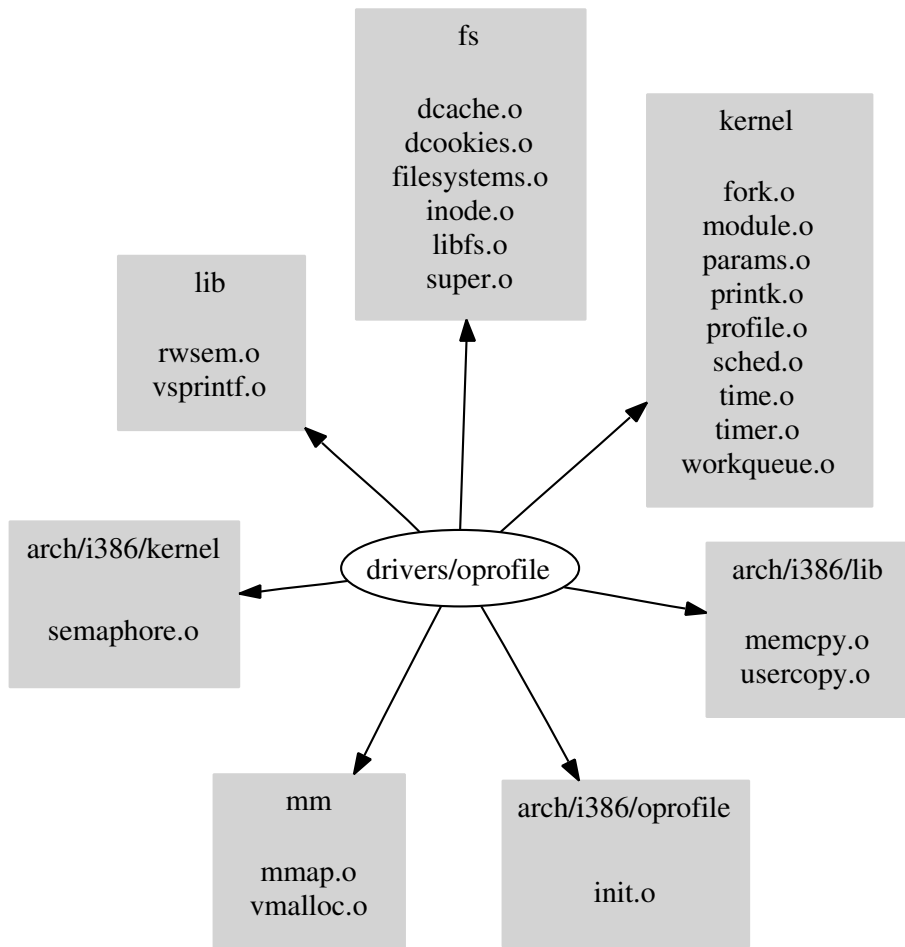 fs
dcache.o
dcookies.o
filesystems.o
inode.o
libfs.o
super.o
kernel
fork.o
module.o
params.o
printk.o
profile.o
sched.o
time.o
timer.o
workqueue.o
lib
rwsem.o
vsprintf.o
arch/i386/kernel
semaphore.o
drivers/oprofile
arch/i386/lib
memcpy.o
usercopy.o
mm
mmap.o
vmalloc.o
arch/i386/oprofile
init.o